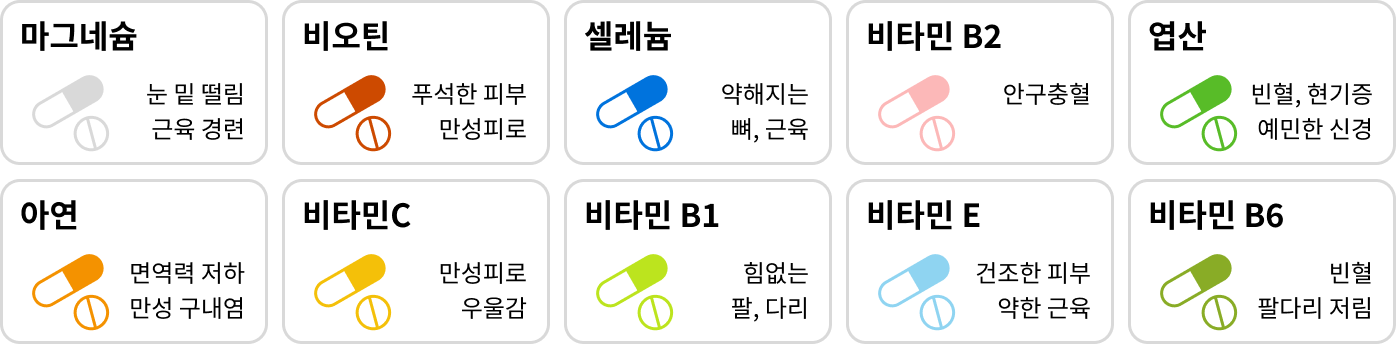 마그네슘
눈 밑 떨림
근육 경련
비오틴
푸석한 피부
만성피로
셀레늄
약해지는
뼈, 근육
비타민 B2
안구충혈
엽산
빈혈, 현기증
예민한 신경
아연
면역력 저하
만성 구내염
비타민C
만성피로
우울감
비타민 B1
힘없는
팔, 다리
비타민 E
건조한 피부
약한 근육
비타민 B6
빈혈
팔다리 저림